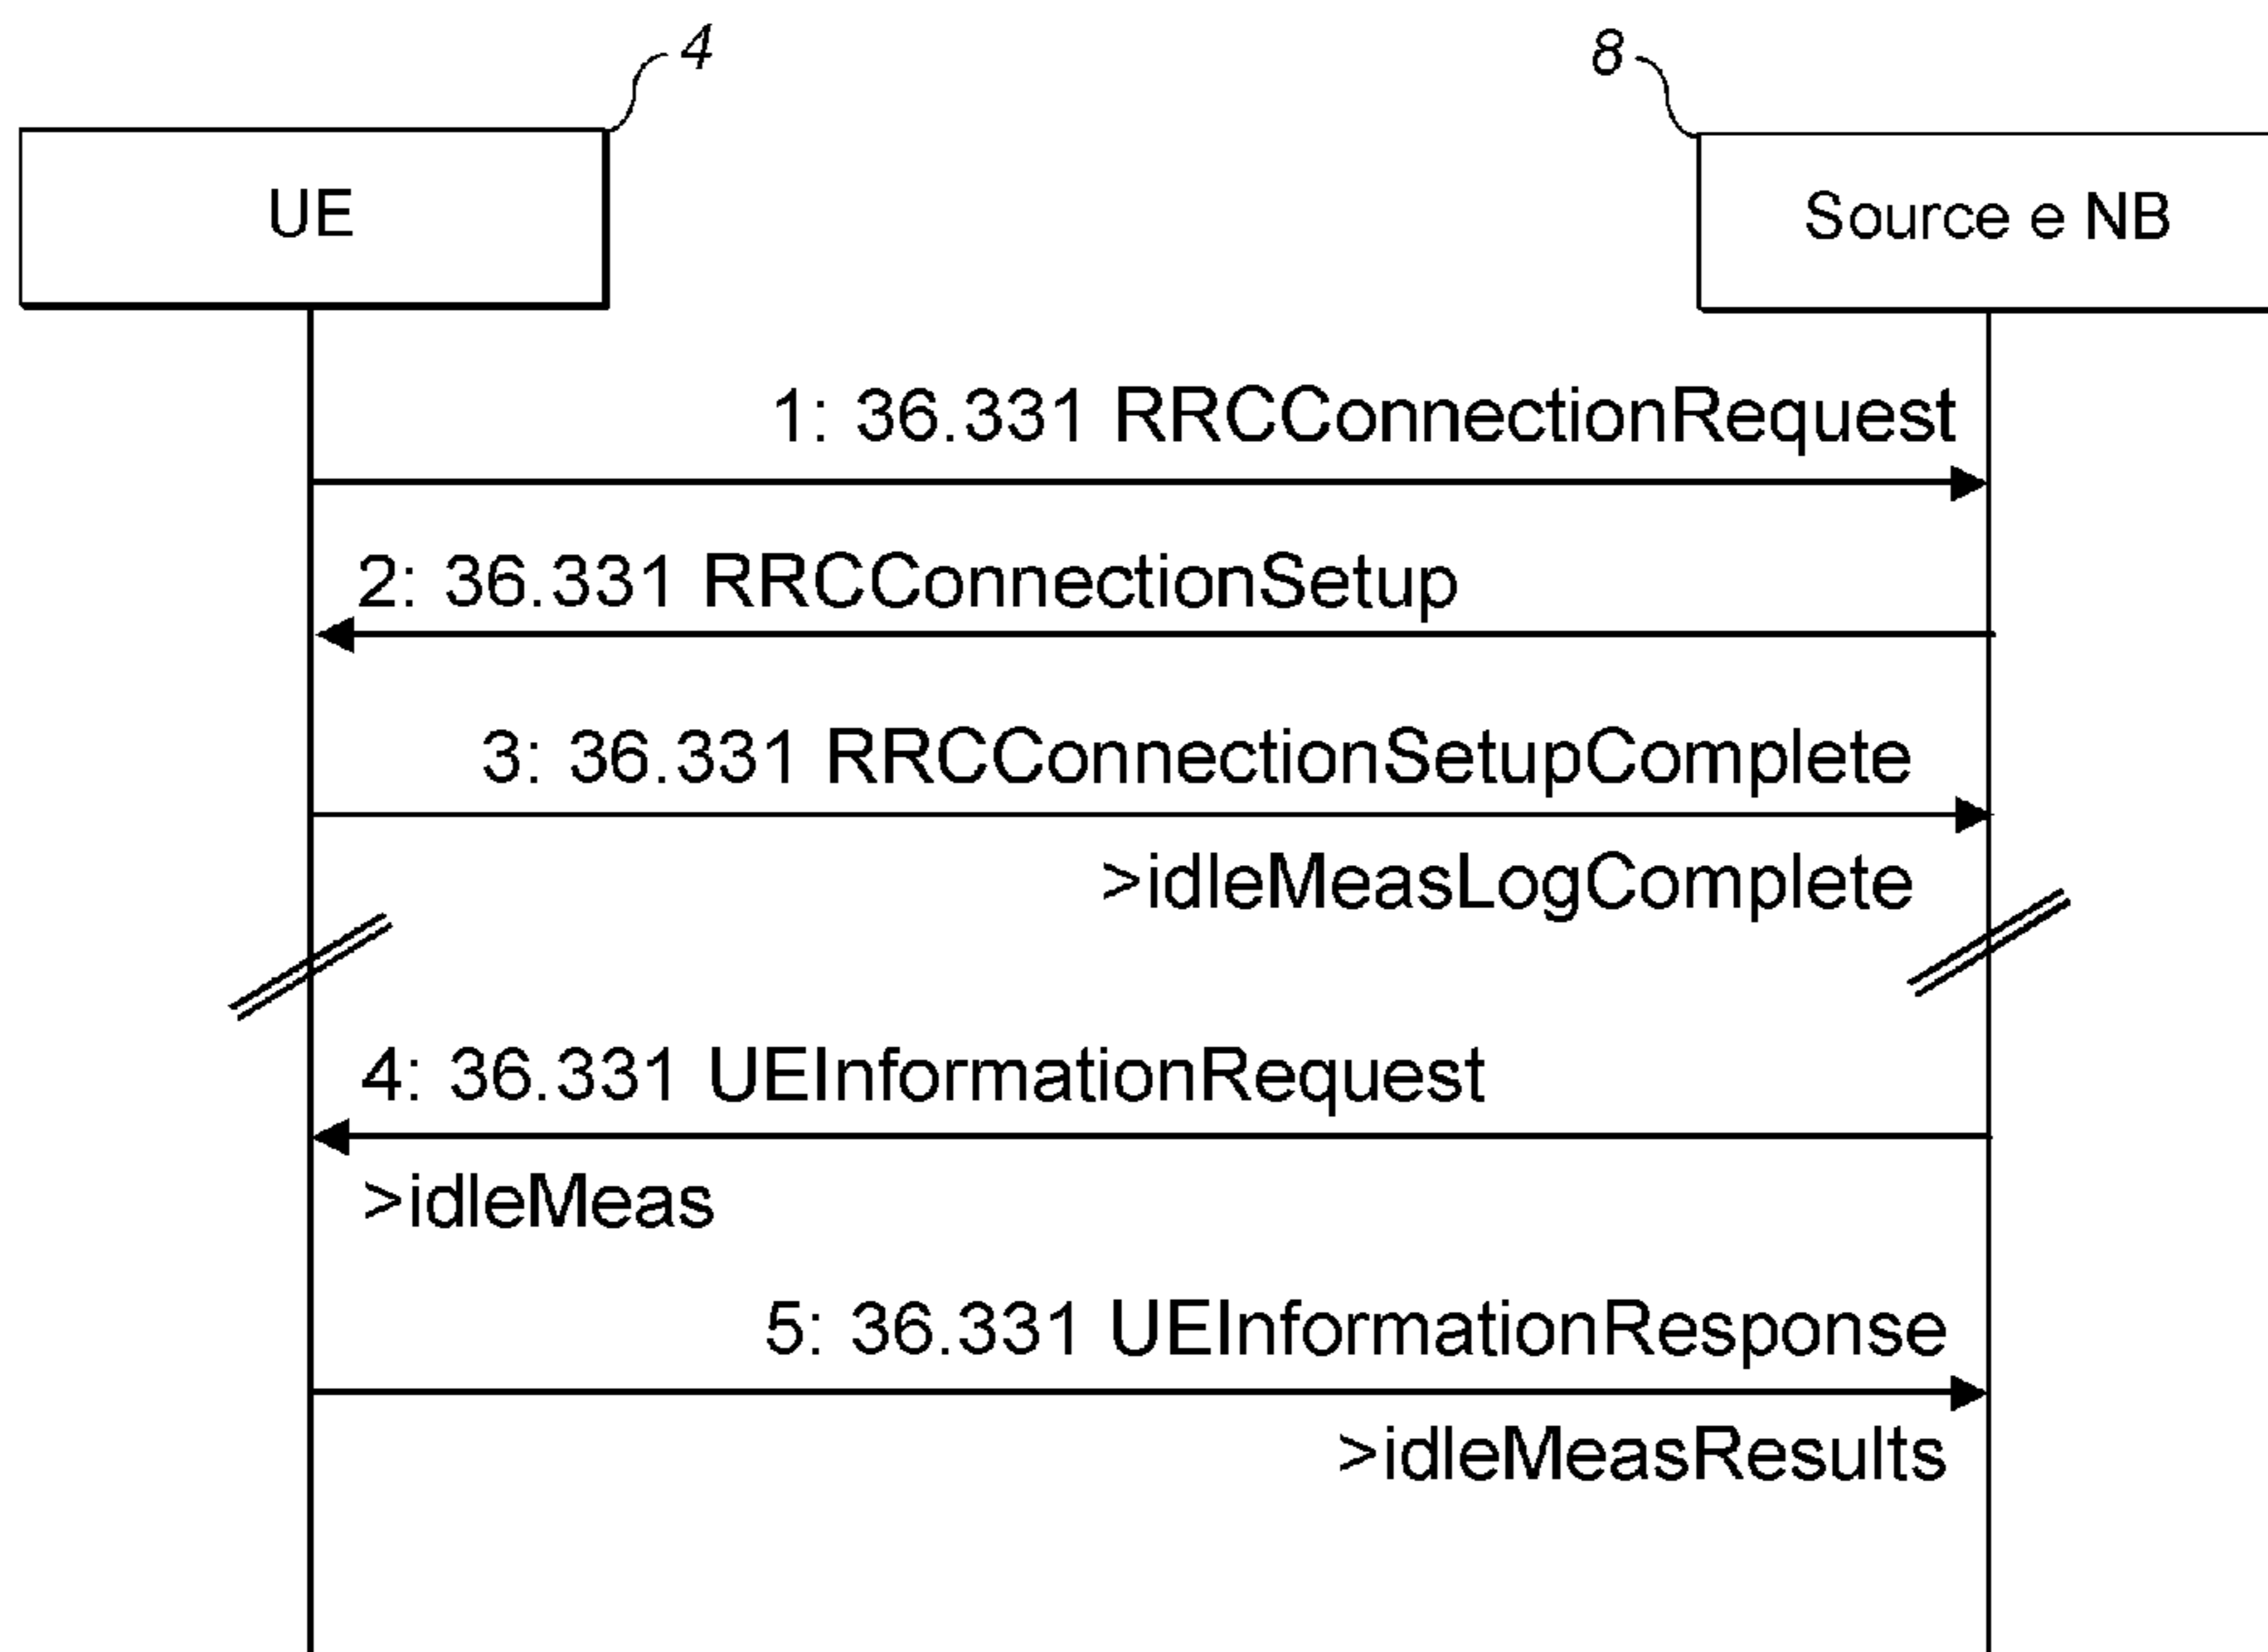 4
8
UE
Source e NB
1: 36.331 RRCConnectionRequest
2: 36.331 RRCConnectionSetup
3: 36.331 RRCConnectionSetupComplete
>idleMeasLogComplete
4: 36.331 UEInformationRequest
>idleMeas
5: 36.331 UEInformationResponse
>idleMeasResults